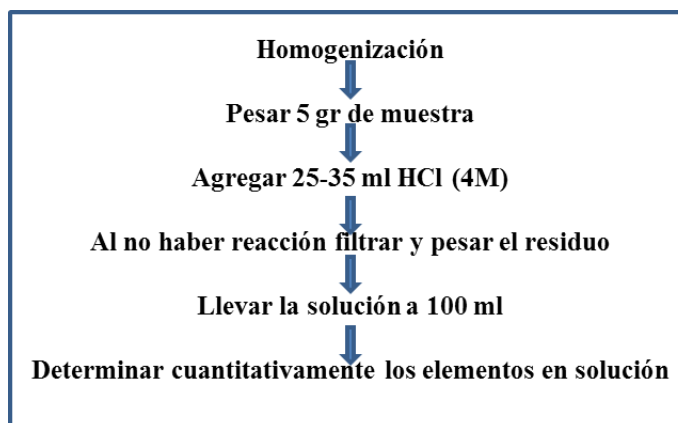 Homogenización
Pesar 5 gr de muestra
Agregar 25-35 ml HCl (4M)
Al no haber reacción filtrar y pesar el residuo
Llevar la solución a 100 ml
Determinar cuantitativamente los elementos en solución